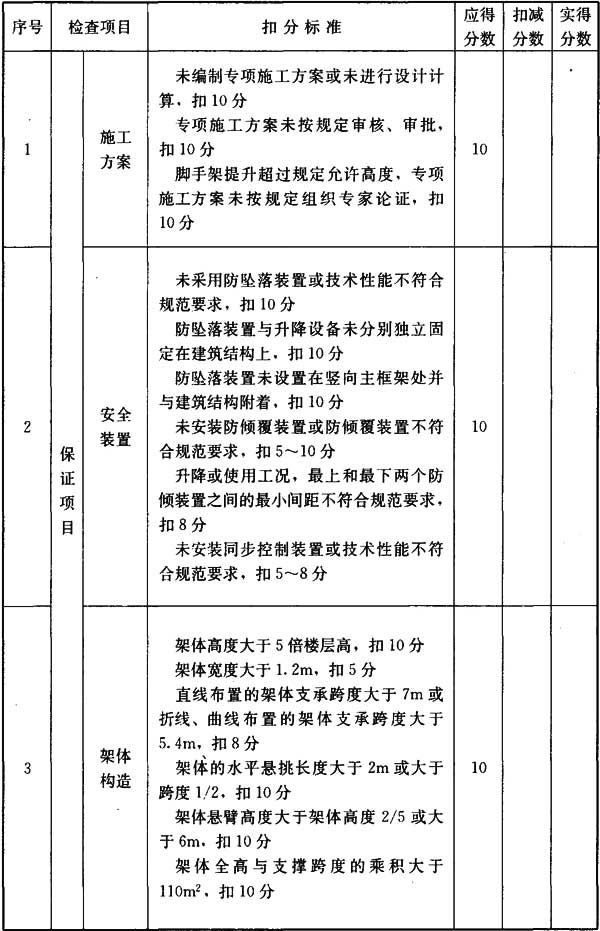 序号 检查项目 扣分标准 应得分数 扣减分数 实得分数
保证项目
1
施工
方案
未编制专项施工方案或未进行设计计
算，扣10分
专项施工方案未按规定审核、审批，
扣10分
脚手架提升超过规定允许高度，专项
施工方案未按规定组织专家论证，扣
10分
10
2
安全
装置
未采用防坠落装置或技术性能不符合
规范要求，扣10分
防坠落装置与升降设备未分别独立固
定在建筑结构上，扣10分
防坠落装置未设置在竖向主框架处并
与建筑结构附着，扣10分
未安装防倾覆装置或防倾覆装置不符
合规范要求，扣5～10分
升降或使用工况，最上和最下两个防
倾装置之间的最小间距不符合规范要求，
扣8分
未安装同步控制装置或技术性能不符
合规范要求，扣5～8分
10
3
架体
构造
架体高度大于5倍楼层高，扣10分
架体宽度大于1.2m，扣5分
直线布置的架体支承跨度大于7m或
折线、曲线布置的架体支承跨度大于
5.4m，扣8分
架体的水平悬挑长度大于2m或大于
跨度1/2，扣10分
架体悬臂高度大于架体高度2/5或大
于6m，扣10分
架体全高与支撑跨度的乘积大于
110m²，扣10分
10